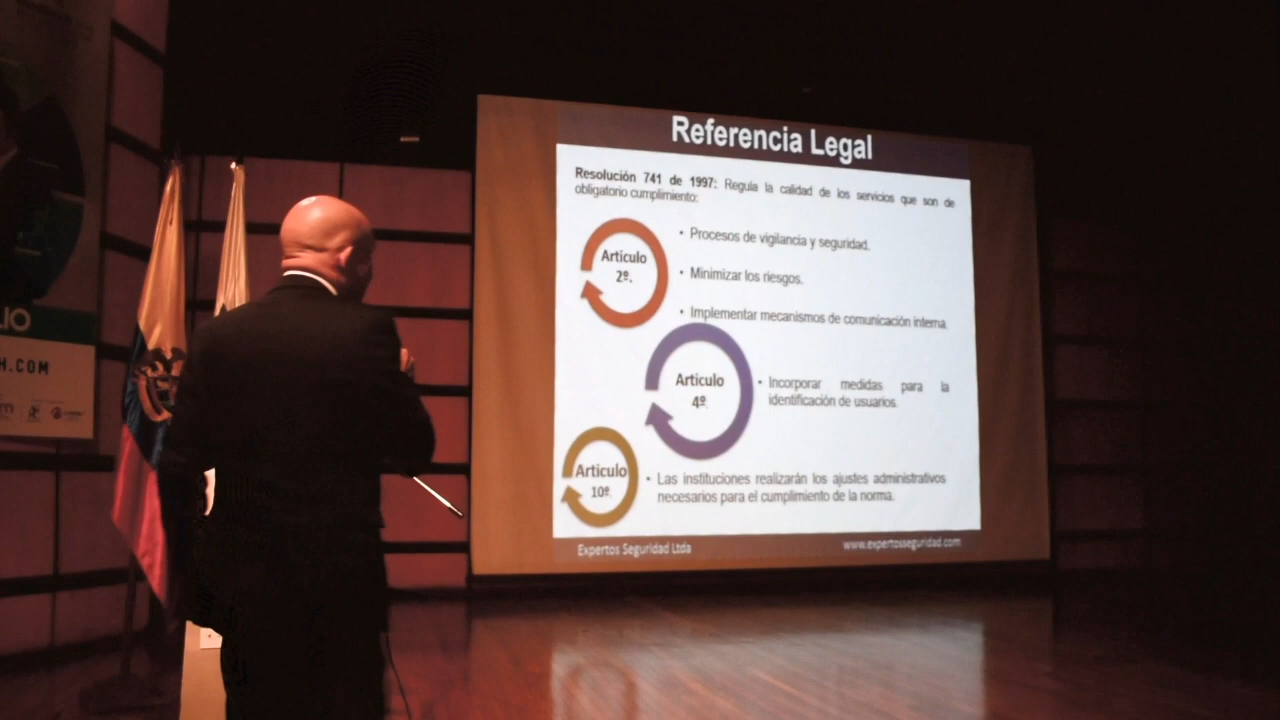 Referencia Legal
Resolución 741 de 1997: Regula la calidad de los servicios que son de
obligatorio cumplimiento:
Artículo
2º.
• Procesos de vigilancia y seguridad.
• Minimizar los riesgos.
• Implementar mecanismos de comunicación interna.
Artículo
4º.
• Incorporar medidas para la
identificación de usuarios.
Artículo
10º.
• Las instituciones realizarán los ajustes administrativos
necesarios para el cumplimiento de la norma.
Expertos Seguridad Ltda
www.expertosseguridad.com
LIO
H.COM